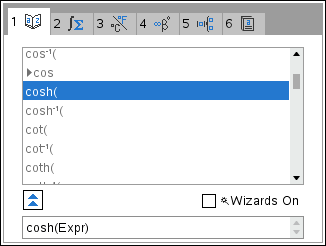 1 2 ∫Σ 3 °F °C 4 ∞β° 5 6
cos⁻¹(
▸cos
cosh(
cosh⁻¹(
cot(
cot⁻¹(
coth(
Wizards On
cosh(Expr)